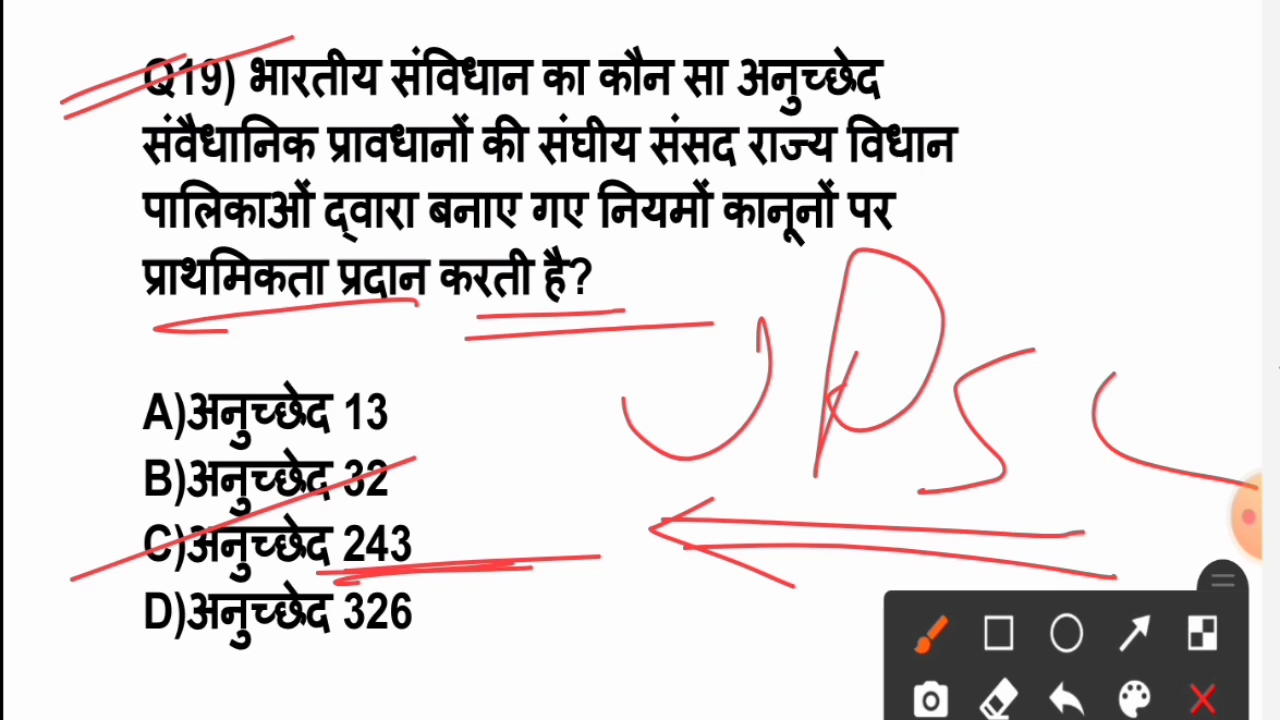 Q19) भारतीय संविधान का कौन सा अनुच्छेद
संवैधानिक प्रावधानों की संघीय संसद राज्य विधान
पालिकाओं द्वारा बनाए गए नियमों कानूनों पर
प्राथमिकता प्रदान करती है?
UPSC
A)अनुच्छेद 13
B)अनुच्छेद 32
C)अनुच्छेद 243
D)अनुच्छेद 326